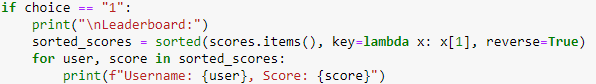 if choice == "1":
    print("\nLeaderboard:")
    sorted_scores = sorted(scores.items(), key=lambda x: x[1], reverse=True)
    for user, score in sorted_scores:
        print(f"Username: {user}, Score: {score}")